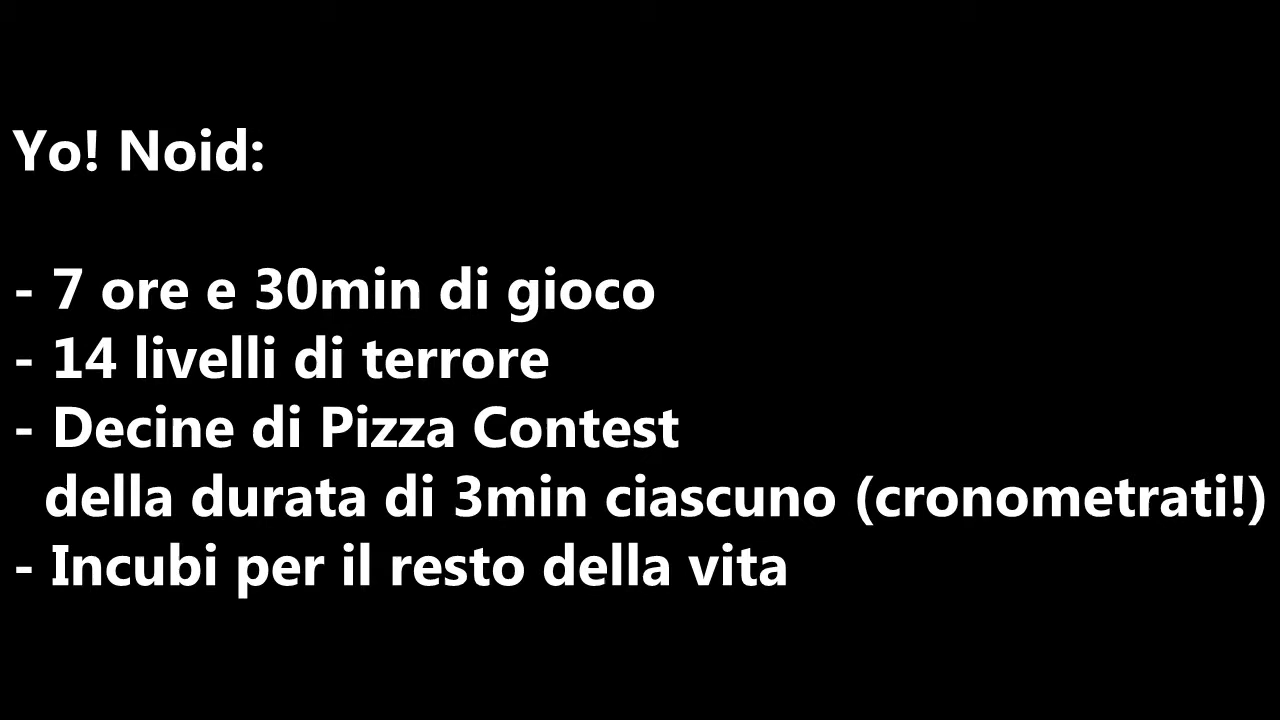 Yo! Noid:
- 7 ore e 30min di gioco
- 14 livelli di terrore
- Decine di Pizza Contest
della durata di 3min ciascuno (cronometrati!)
- Incubi per il resto della vita